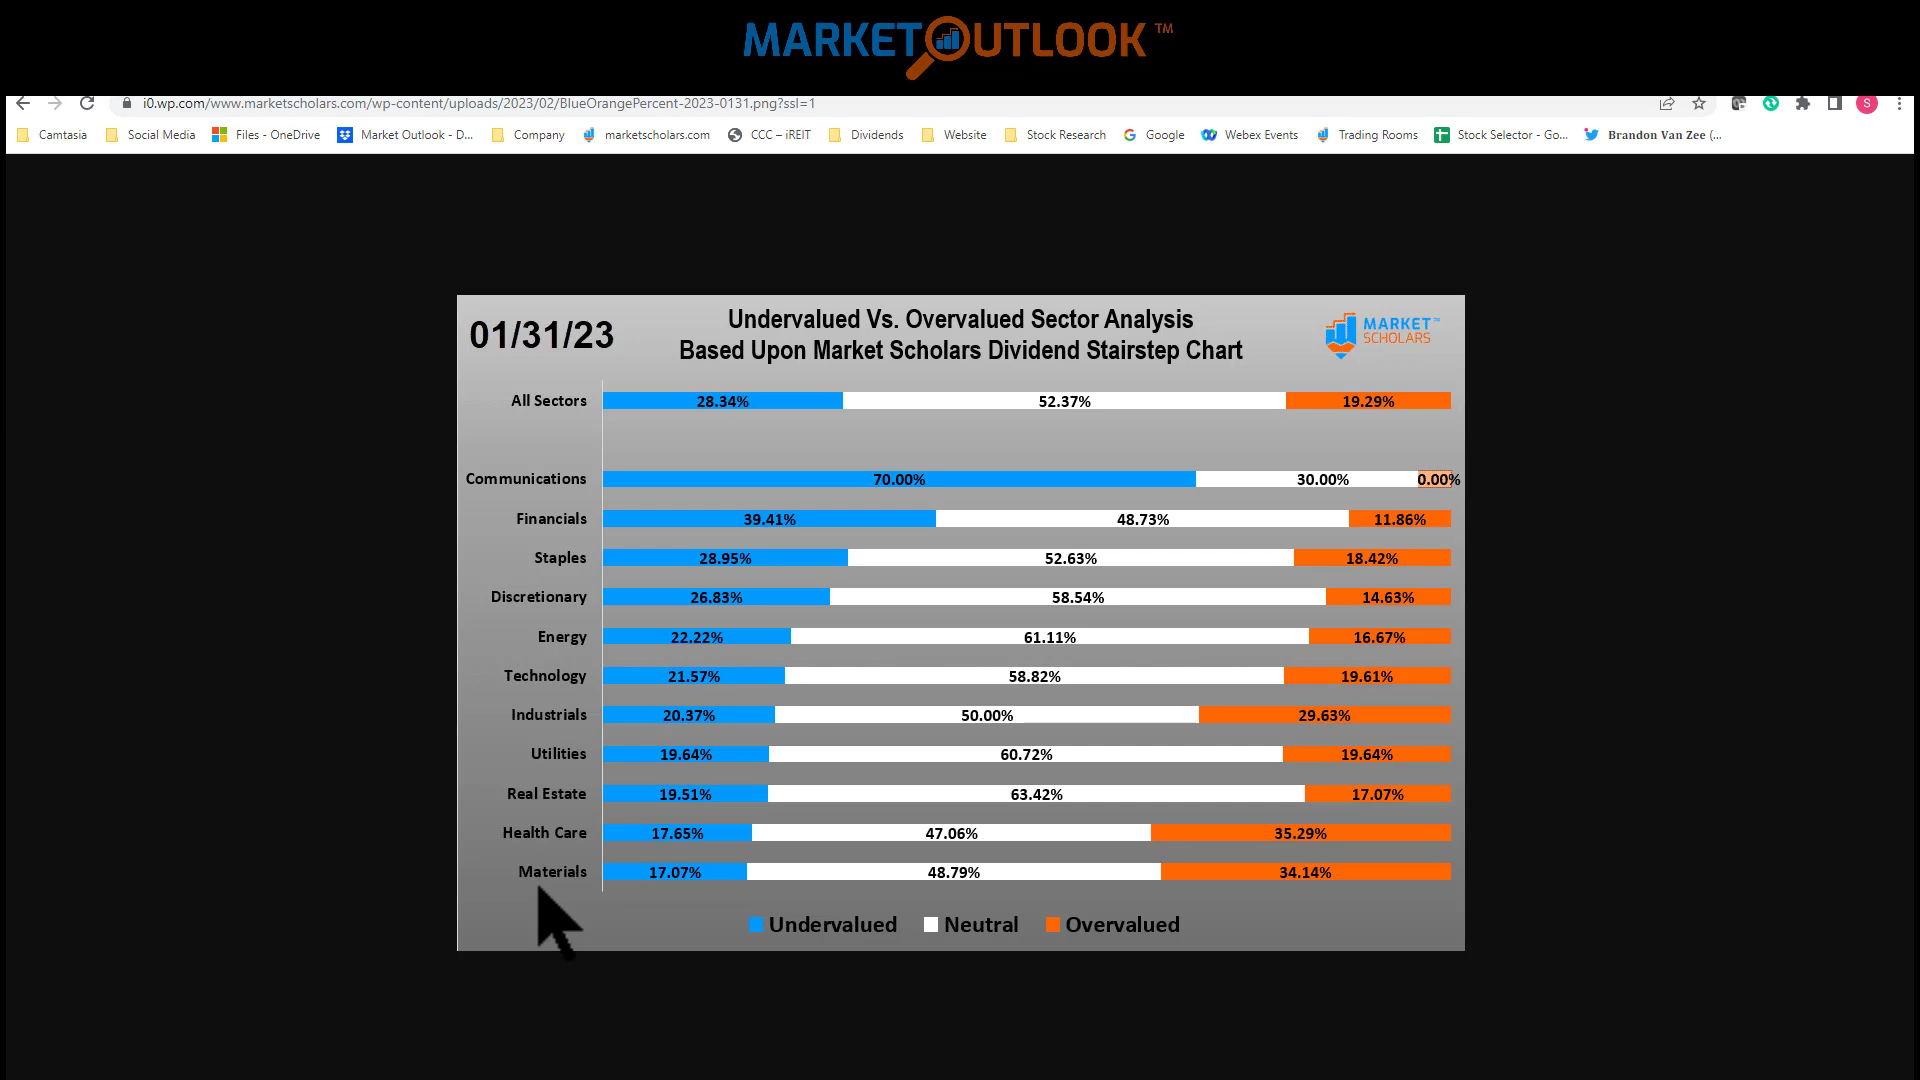 MARKETOUTLOOK™
i0.wp.com/www.marketscholars.com/wp-content/uploads/2023/02/BlueOrangePercent-2023-0131.png?ssl=1
S
Camtasia Social Media Files - OneDrive Market Outlook - D... Company marketscholars.com CCC – iREIT Dividends Website Stock Research Google Webex Events Trading Rooms Stock Selector - Go... Brandon Van Zee (...
01/31/23
Undervalued Vs. Overvalued Sector Analysis
Based Upon Market Scholars Dividend Stairstep Chart
MARKET™
SCHOLARS
All Sectors 28.34% 52.37% 19.29%
Communications 70.00% 30.00% 0.00%
Financials 39.41% 48.73% 11.86%
Staples 28.95% 52.63% 18.42%
Discretionary 26.83% 58.54% 14.63%
Energy 22.22% 61.11% 16.67%
Technology 21.57% 58.82% 19.61%
Industrials 20.37% 50.00% 29.63%
Utilities 19.64% 60.72% 19.64%
Real Estate 19.51% 63.42% 17.07%
Health Care 17.65% 47.06% 35.29%
Materials 17.07% 48.79% 34.14%
Undervalued Neutral Overvalued